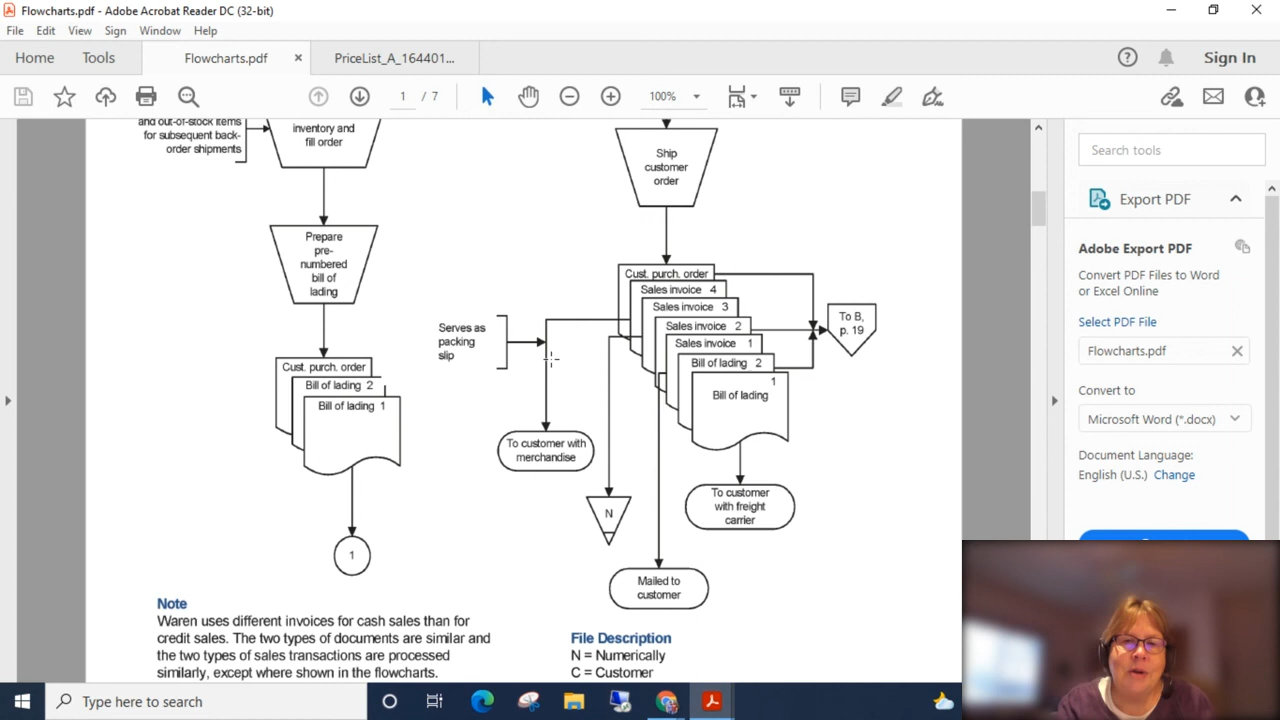 Flowcharts.pdf - Adobe Acrobat Reader DC (32-bit)
File Edit View Sign Window Help
Home Tools Flowcharts.pdf × PriceList_A_164401... Sign In
1 / 7 100%
and out-of-stock items
for subsequent back-
order shipments
inventory and
fill order
Prepare
pre-
numbered
bill of
lading
Cust. purch. order
Bill of lading 2
Bill of lading 1
1
Ship
customer
order
Cust. purch. order
Sales invoice 4
Sales invoice 3
Sales invoice 2
Sales invoice 1
Bill of lading 2
1
Bill of lading
To B,
p. 19
Serves as
packing
slip
To customer with
merchandise
N
To customer
with freight
carrier
Mailed to
customer
Note
Waren uses different invoices for cash sales than for
credit sales. The two types of documents are similar and
the two types of sales transactions are processed
similarly, except where shown in the flowcharts.
File Description
N = Numerically
C = Customer
Search tools
Export PDF
Adobe Export PDF
Convert PDF Files to Word
or Excel Online
Select PDF File
Flowcharts.pdf
Convert to
Microsoft Word (*.docx)
Document Language:
English (U.S.) Change
Type here to search